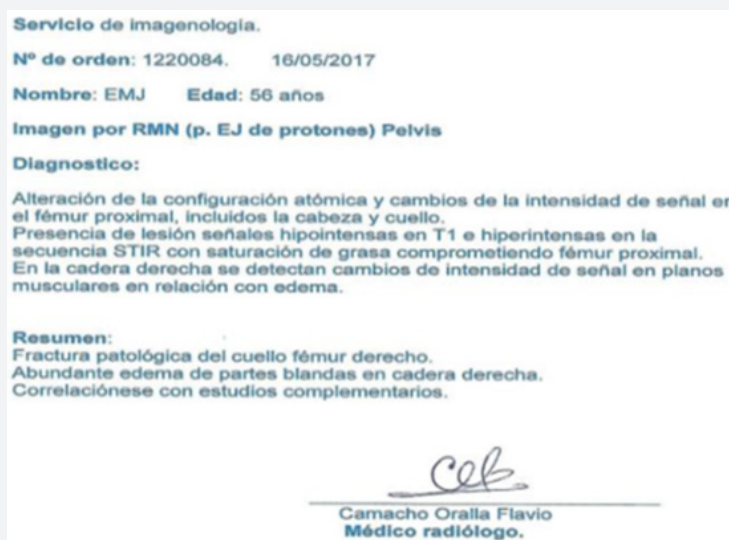 Servicio de imagenología.
Nº de orden: 1220084. 16/05/2017
Nombre: EMJ Edad: 56 años
Imagen por RMN (p. EJ de protones) Pelvis
Diagnostico:
Alteración de la configuración atómica y cambios de la intensidad de señal en
el fémur proximal, incluidos la cabeza y cuello.
Presencia de lesión señales hipointensas en T1 e hiperintensas en la
secuencia STIR con saturación de grasa comprometiendo fémur proximal.
En la cadera derecha se detectan cambios de intensidad de señal en planos
musculares en relación con edema.
Resumen:
Fractura patológica del cuello fémur derecho.
Abundante edema de partes blandas en cadera derecha.
Correlaciónese con estudios complementarios.
Camacho Oralla Flavio
Médico radiólogo.